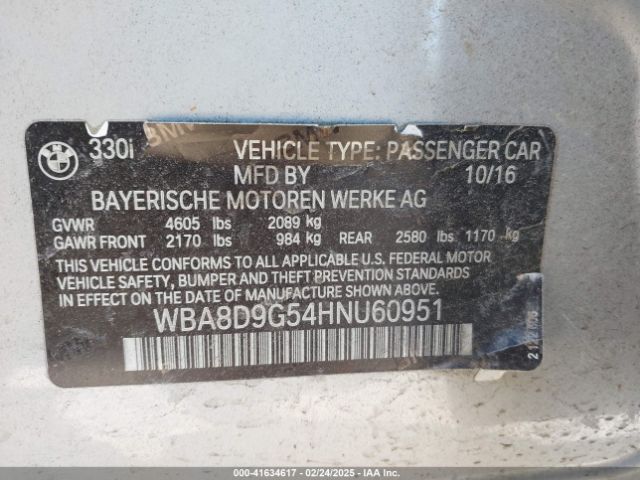 BMW
330i VEHICLE TYPE: PASSENGER CAR
MFD BY 10/16
BAYERISCHE MOTOREN WERKE AG
GVWR 4605 lbs 2089 kg
GAWR FRONT 2170 lbs 984 kg REAR 2580 lbs 1170 kg
THIS VEHICLE CONFORMS TO ALL APPLICABLE U.S. FEDERAL MOTOR
VEHICLE SAFETY, BUMPER AND THEFT PREVENTION STANDARDS
IN EFFECT ON THE DATE OF MANUFACTURE SHOWN ABOVE.
WBA8D9G54HNU60951
000-41634617 - 02/24/2025 - IAA Inc.